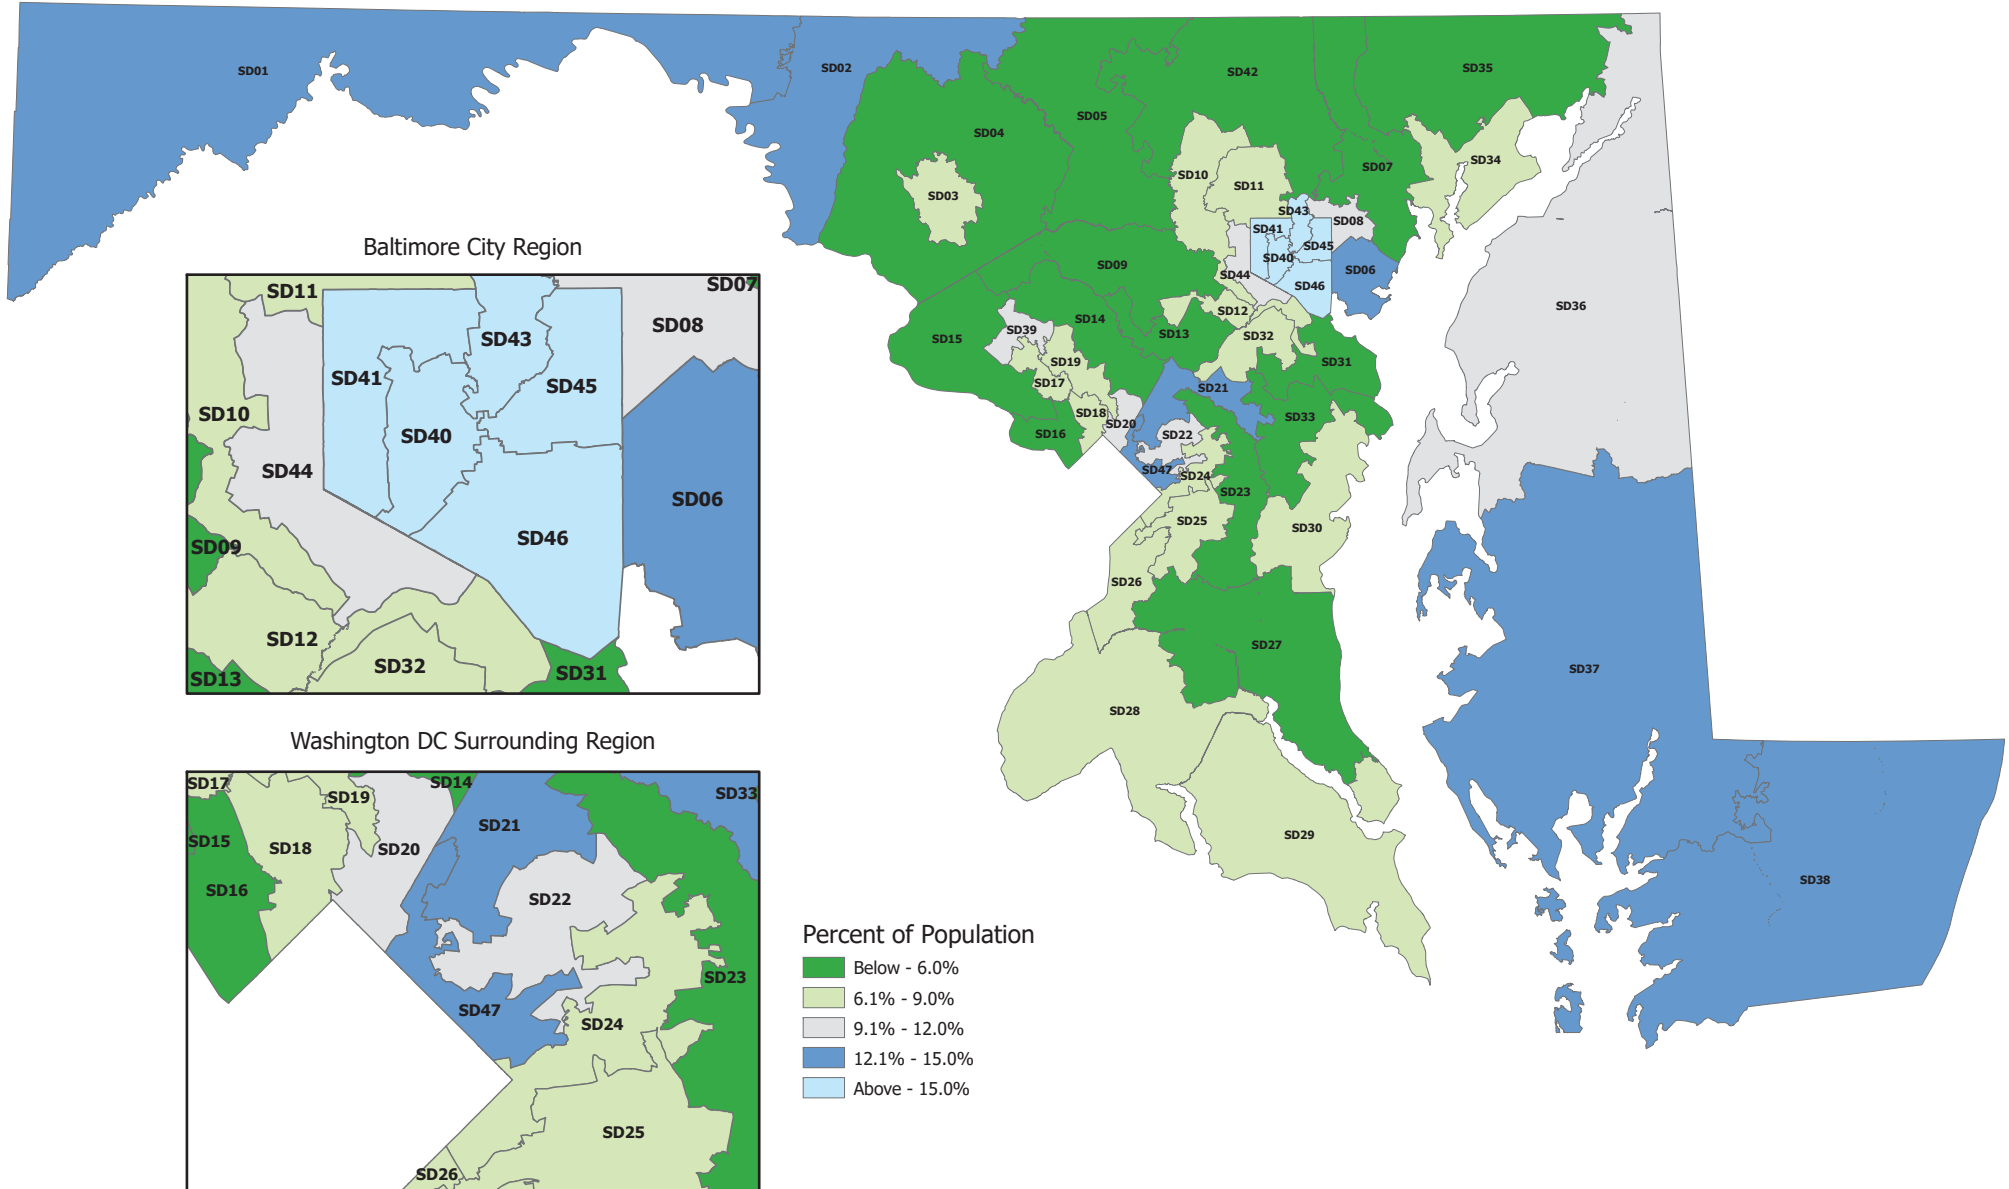 SD01
SD02
SD42
SD35
SD05
SD04
SD34
SD07
SD10
SD11
SD03
SD43
SD08
SD41
SD45
SD09
SD40
SD06
SD44
SD46
SD36
SD12
SD14
SD39
SD13
SD32
SD15
SD19
SD31
SD17
SD21
SD18
SD33
SD20
SD16
SD22
SD47
SD24
SD23
SD25
SD30
SD26
SD27
SD37
SD28
SD29
SD38
Baltimore City Region
SD11
SD07
SD08
SD43
SD41
SD45
SD10
SD40
SD44
SD06
SD46
SD09
SD12
SD32
SD31
SD13
Washington DC Surrounding Region
SD17
SD14
SD19
SD33
SD21
SD15
SD18
SD20
SD16
SD22
SD23
SD47
SD24
SD25
SD26
Percent of Population
Below - 6.0%
6.1% - 9.0%
9.1% - 12.0%
12.1% - 15.0%
Above - 15.0%